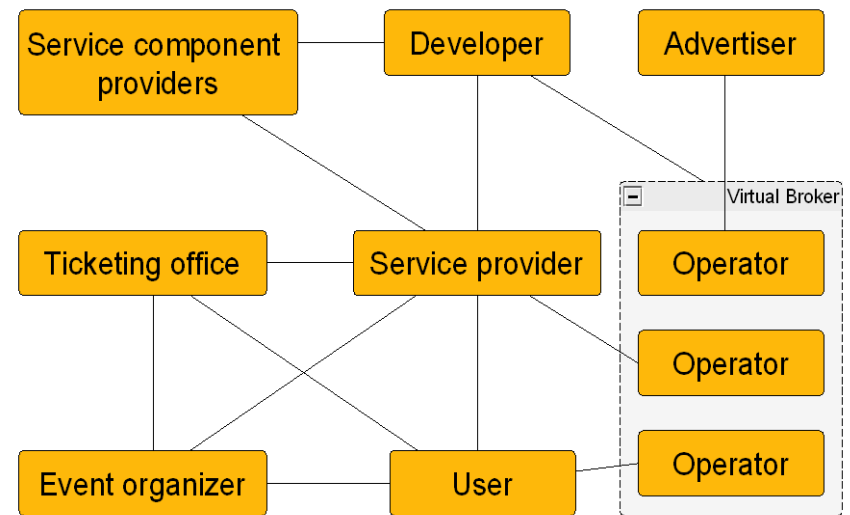 Service component
providers
Developer
Advertiser
Virtual Broker
Ticketing office
Service provider
Operator
Operator
Event organizer
User
Operator